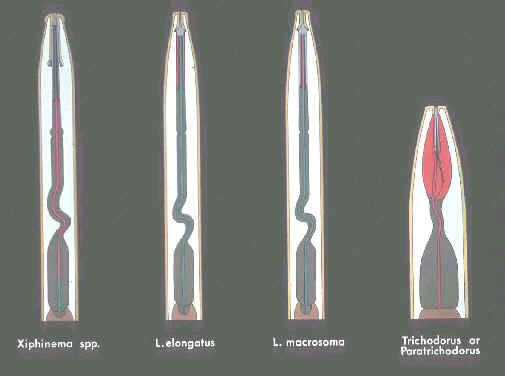 Xiphinema spp.
L. elongatus
L. macrosoma
Trichodorus or
Paratrichodorus